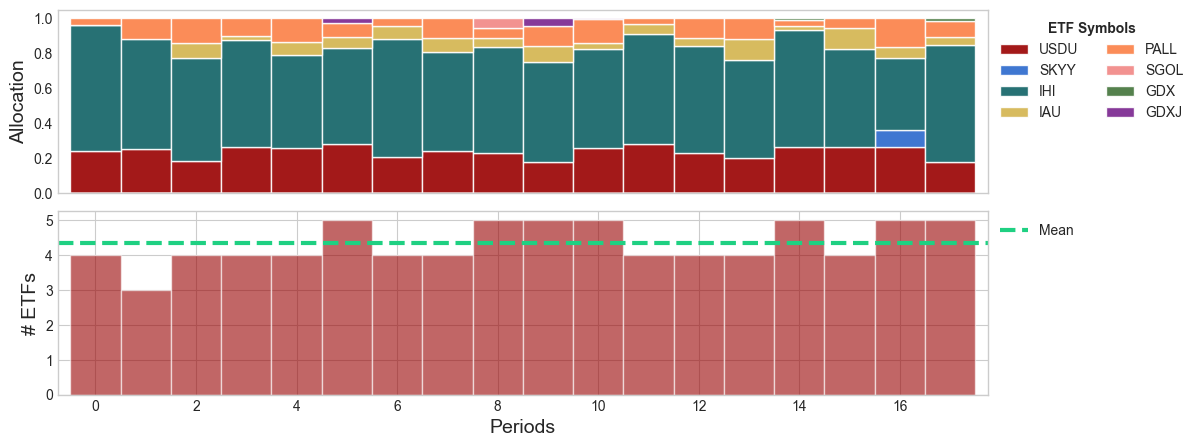 1.0
0.8
0.6
0.4
0.2
0.0
Allocation
ETF Symbols
USDU
SKYY
IHI
IAU
PALL
SGOL
GDX
GDXJ
5
4
3
2
1
0
# ETFs
Mean
0 2 4 6 8 10 12 14 16
Periods